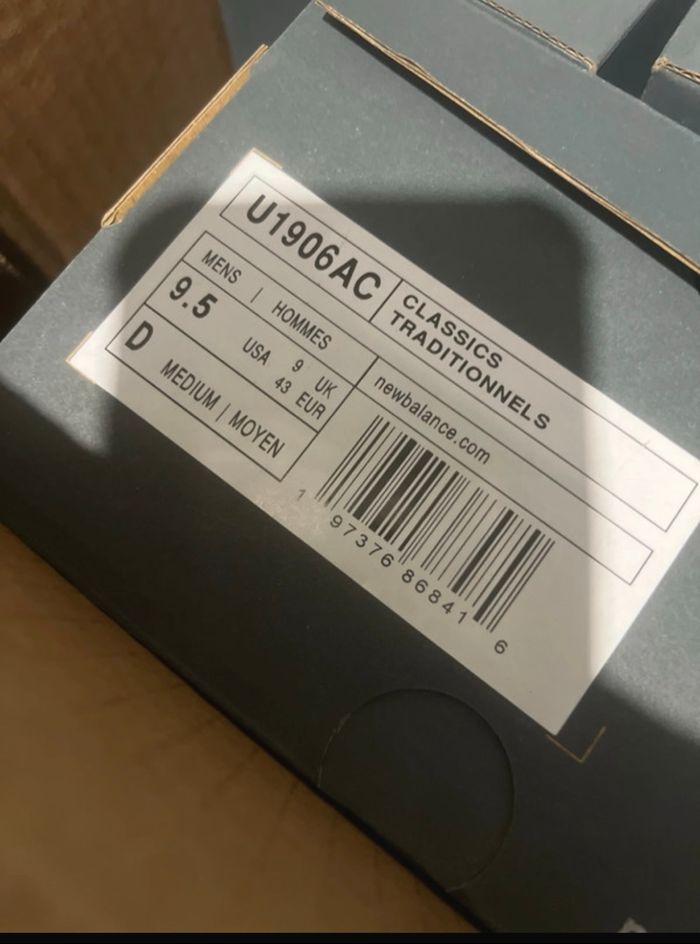 U1906AC
CLASSICS
TRADITIONNELS
MENS | HOMMES
9.5
USA
9 UK
43 EUR
D
MEDIUM | MOYEN
newbalance.com
1 97376 86841 6